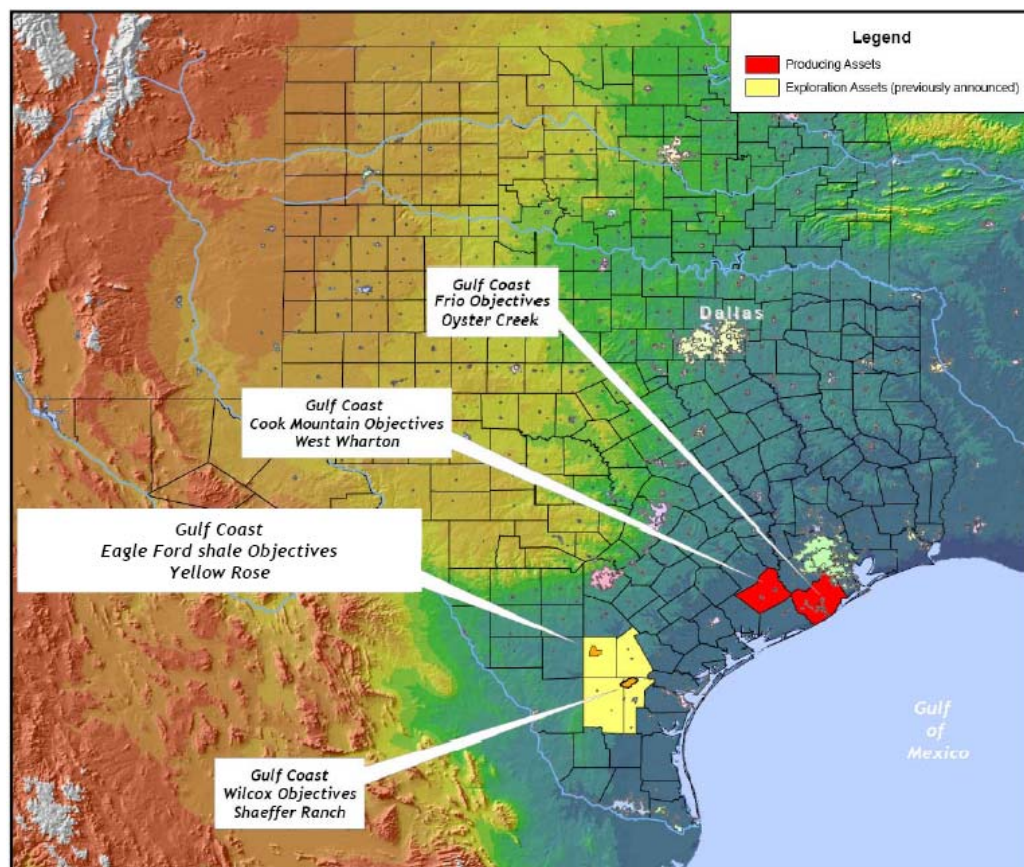 Legend
Producing Assets
Exploration Assets (previously announced)
Gulf Coast
Frio Objectives
Oyster Creek
Dallas
Gulf Coast
Cook Mountain Objectives
West Wharton
Gulf Coast
Eagle Ford shale Objectives
Yellow Rose
Gulf
of
Mexico
Gulf Coast
Wilcox Objectives
Shaeffer Ranch